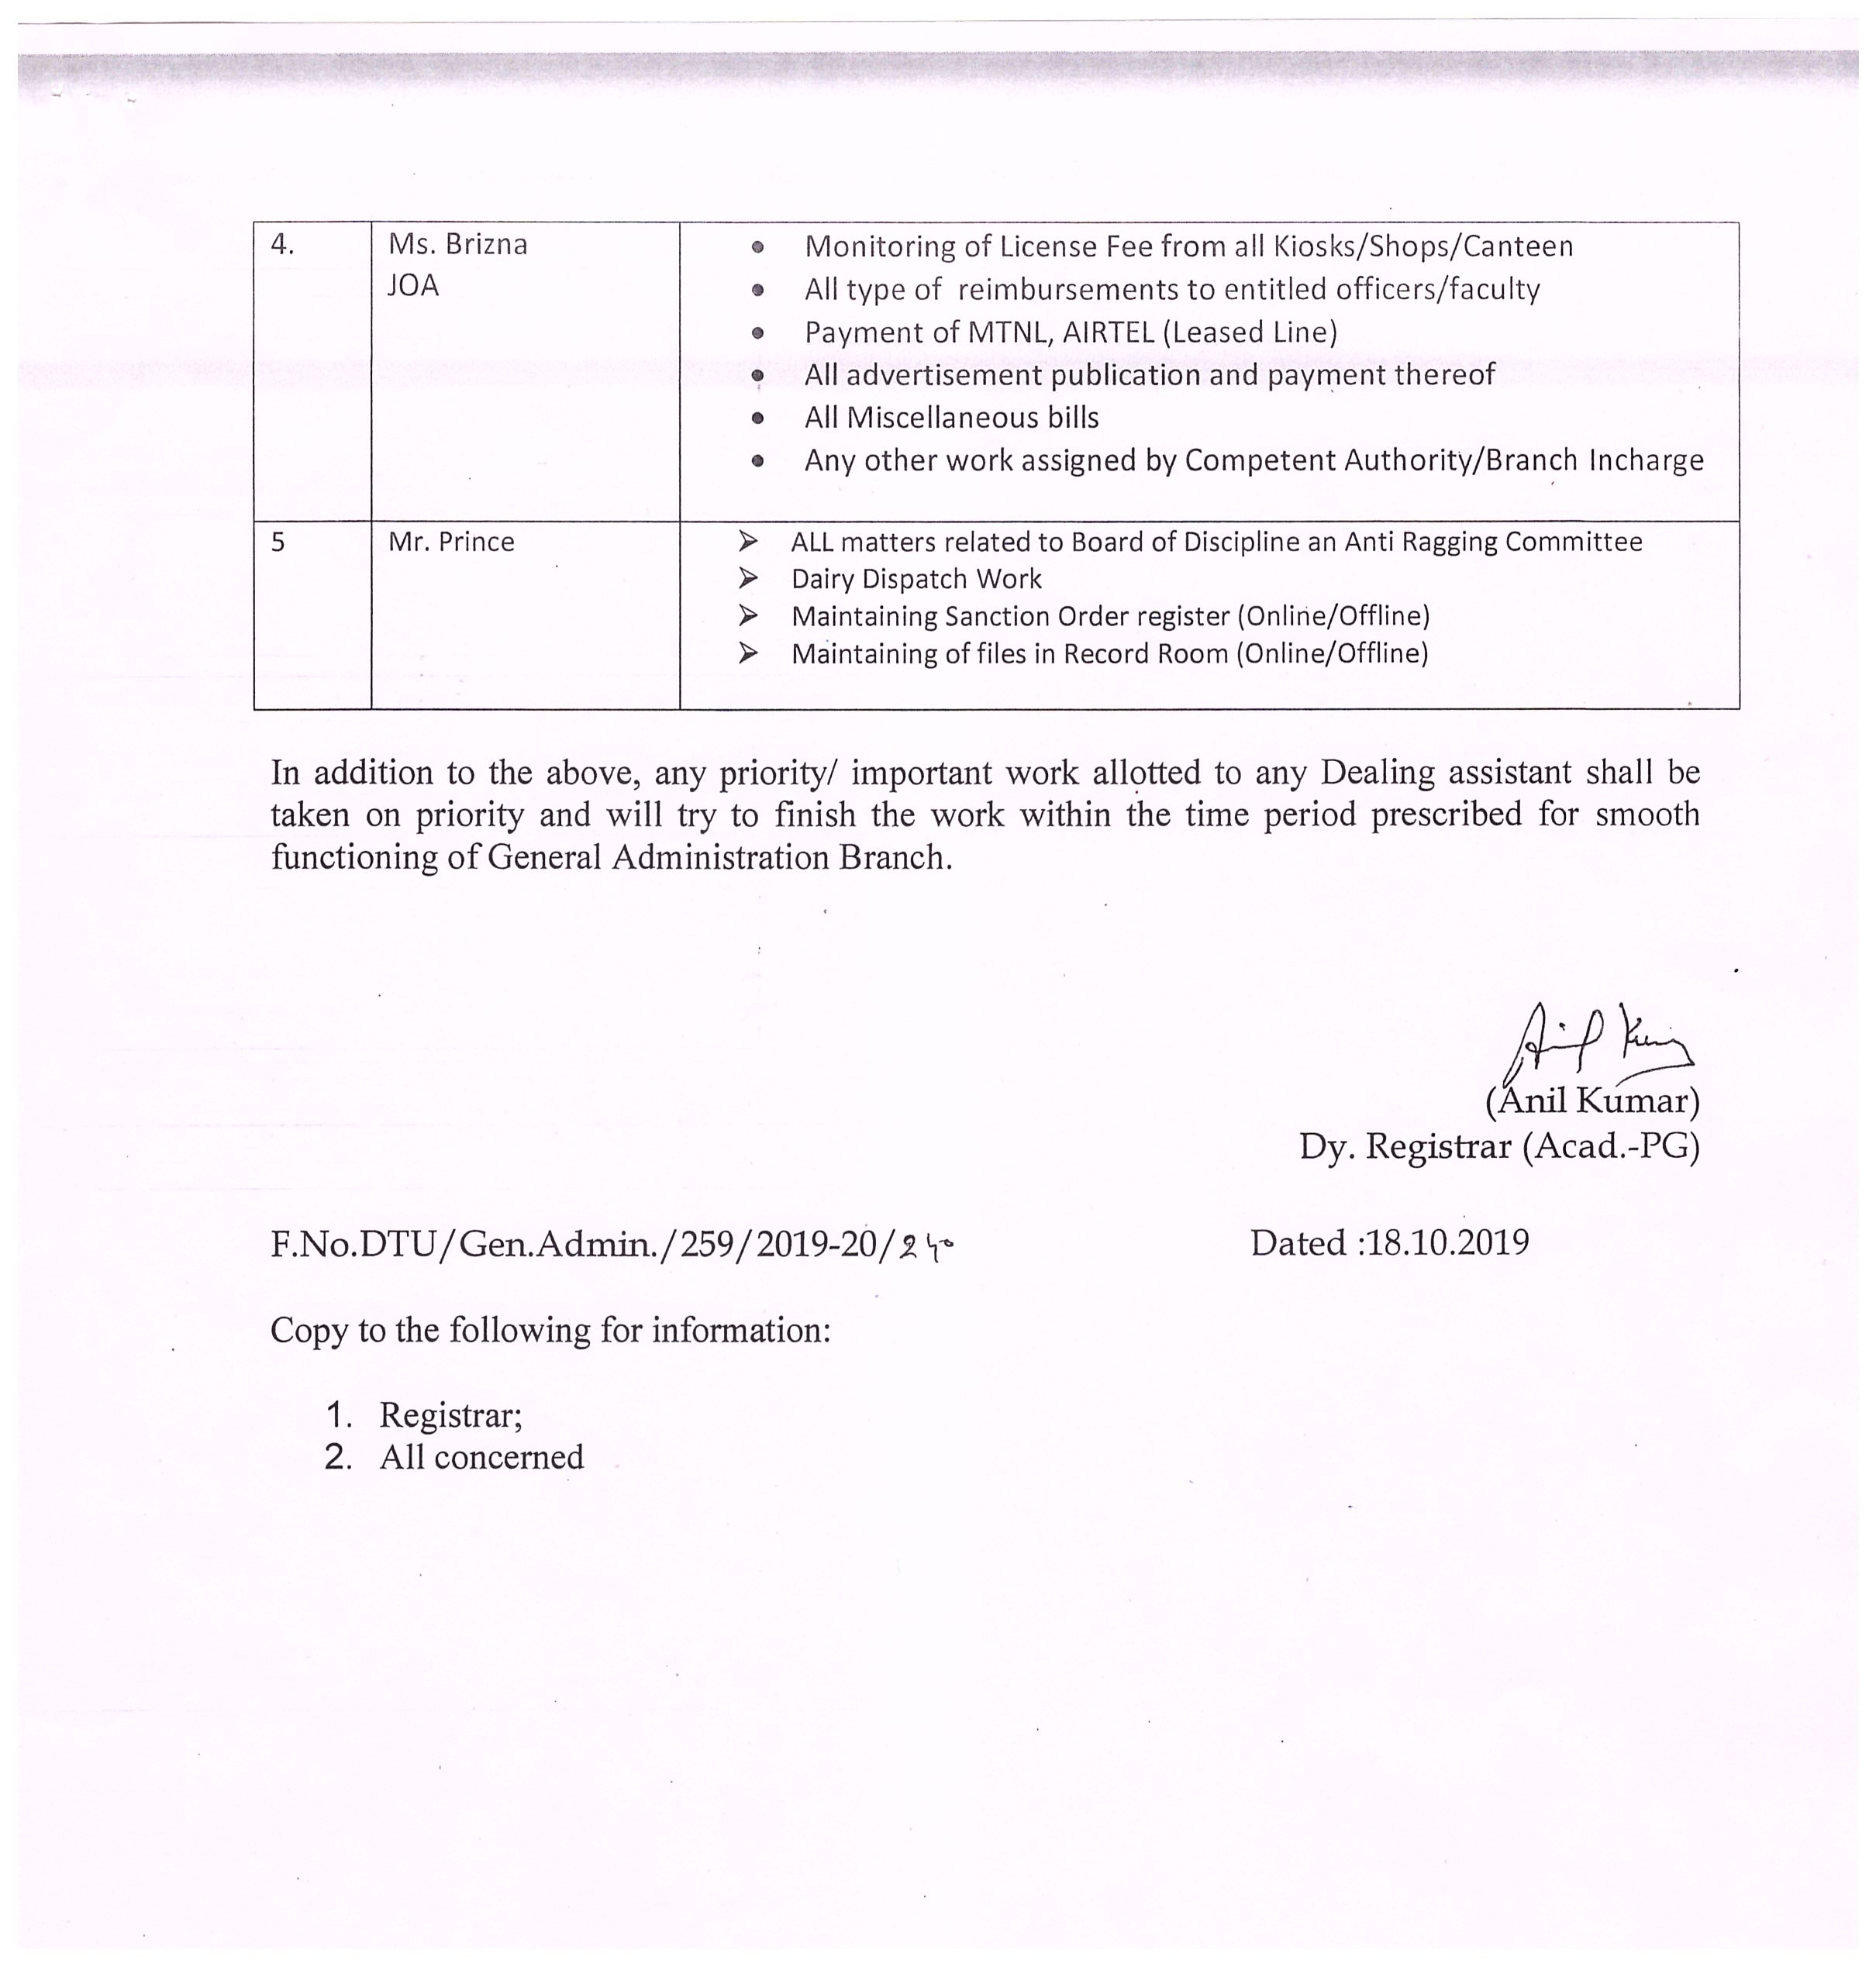 4.
Ms. Brizna
JOA
• Monitoring of License Fee from all Kiosks/Shops/Canteen
• All type of reimbursements to entitled officers/faculty
• Payment of MTNL, AIRTEL (Leased Line)
• All advertisement publication and payment thereof
• All Miscellaneous bills
• Any other work assigned by Competent Authority/Branch Incharge
5
Mr. Prince
➢ ALL matters related to Board of Discipline an Anti Ragging Committee
➢ Dairy Dispatch Work
➢ Maintaining Sanction Order register (Online/Offline)
➢ Maintaining of files in Record Room (Online/Offline)
In addition to the above, any priority/ important work allotted to any Dealing assistant shall be
taken on priority and will try to finish the work within the time period prescribed for smooth
functioning of General Administration Branch.
Anil Kumar
(Anil Kumar)
Dy. Registrar (Acad.-PG)
F.No.DTU/Gen.Admin./259/2019-20/240 Dated :18.10.2019
Copy to the following for information:
1. Registrar;
2. All concerned